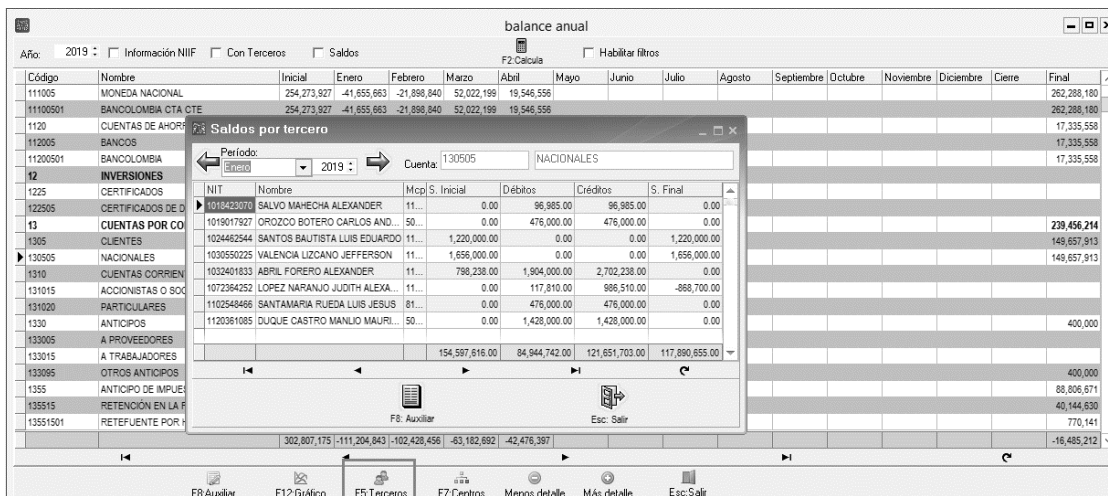 balance anual
Año: 2019 Información NIIF Con Terceros Saldos F2:Calcula Habilitar filtros
Código Nombre Inicial Enero Febrero Marzo Abril Mayo Junio Julio Agosto Septiembre Octubre Noviembre Diciembre Cierre Final
111005 MONEDA NACIONAL 254,273,927 -41,655,663 -21,898,840 52,022,199 19,546,556 262,288,180
11100501 BANCOLOMBIA CTA CTE 254,273,927 -41,655,663 -21,898,840 52,022,199 19,546,556 262,288,180
1120 CUENTAS DE AHORR 17,335,558
112005 BANCOS 17,335,558
11200501 BANCOLOMBIA 17,335,558
12 INVERSIONES
1225 CERTIFICADOS
122505 CERTIFICADOS DE D
13 CUENTAS POR CO 239,456,214
1305 CLIENTES 149,657,913
130505 NACIONALES 149,657,913
1310 CUENTAS CORRIEN
131015 ACCIONISTAS O SOC
131020 PARTICULARES
1330 ANTICIPOS 400,000
133005 A PROVEEDORES
133015 A TRABAJADORES
133095 OTROS ANTICIPOS 400,000
1355 ANTICIPO DE IMPUES 88,806,671
135515 RETENCIÓN EN LA F 40,144,630
13551501 RETEFUENTE POR H 770,141
302,807,175 -111,204,843 -102,428,456 -63,182,692 -42,476,397 -16,485,212
Saldos por tercero
Período:
Enero 2019 Cuenta: 130505 NACIONALES
NIT Nombre Mcp S. Inicial Débitos Créditos S. Final
1018423070 SALVO MAHECHA ALEXANDER 11... 0.00 96,985.00 96,985.00 0.00
1019017927 OROZCO BOTERO CARLOS AND... 50... 0.00 476,000.00 476,000.00 0.00
1024462544 SANTOS BAUTISTA LUIS EDUARDO 11... 1,220,000.00 0.00 0.00 1,220,000.00
1030550225 VALENCIA LIZCANO JEFFERSON 11... 1,656,000.00 0.00 0.00 1,656,000.00
1032401833 ABRIL FORERO ALEXANDER 11... 798,238.00 1,904,000.00 2,702,238.00 0.00
1072364252 LOPEZ NARANJO JUDITH ALEXA... 11... 0.00 117,810.00 986,510.00 -868,700.00
1102548466 SANTAMARIA RUEDA LUIS JESUS 81... 0.00 476,000.00 476,000.00 0.00
1120361085 DUQUE CASTRO MANLIO MAURI... 50... 0.00 1,428,000.00 1,428,000.00 0.00
154,597,616.00 84,944,742.00 121,651,703.00 117,890,655.00
F8: Auxiliar Esc: Salir
F8:Auxiliar F12:Gráfico F5:Terceros F7:Centros Menos detalle Más detalle Esc:Salir